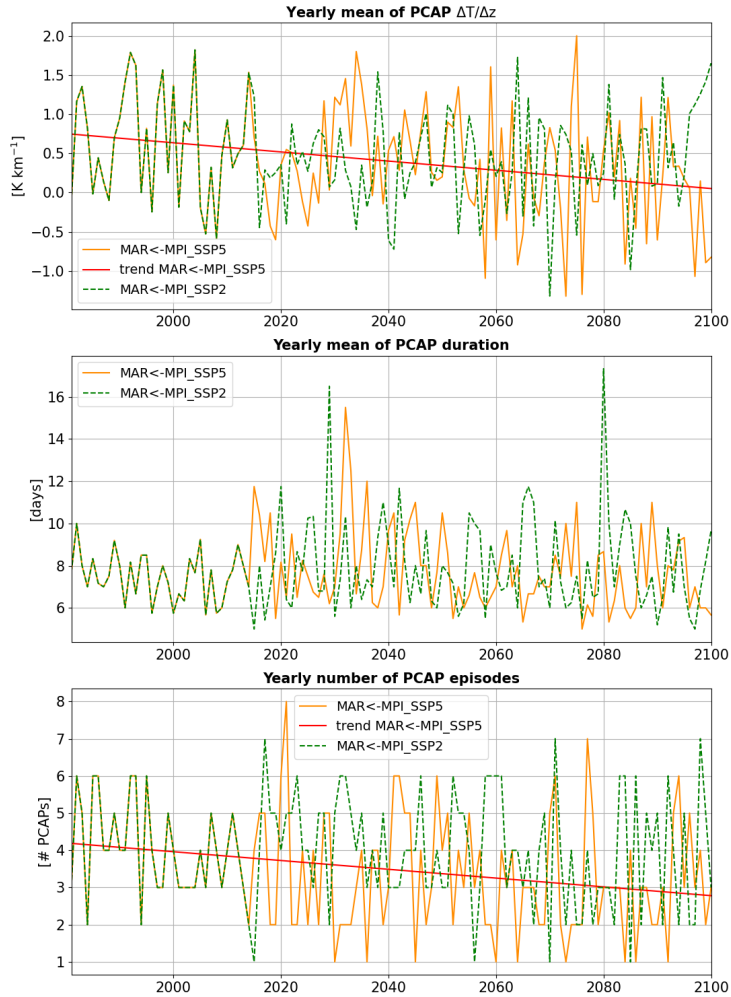 Yearly mean of PCAP ΔT/Δz
2.0
1.5
1.0
0.5
0.0
−0.5
−1.0
[K km⁻¹]
MAR<-MPI_SSP5
trend MAR<-MPI_SSP5
MAR<-MPI_SSP2
2000 2020 2040 2060 2080 2100
Yearly mean of PCAP duration
16
14
12
10
8
6
[days]
MAR<-MPI_SSP5
MAR<-MPI_SSP2
2000 2020 2040 2060 2080 2100
Yearly number of PCAP episodes
8
7
6
5
4
3
2
1
[# PCAPs]
MAR<-MPI_SSP5
trend MAR<-MPI_SSP5
MAR<-MPI_SSP2
2000 2020 2040 2060 2080 2100